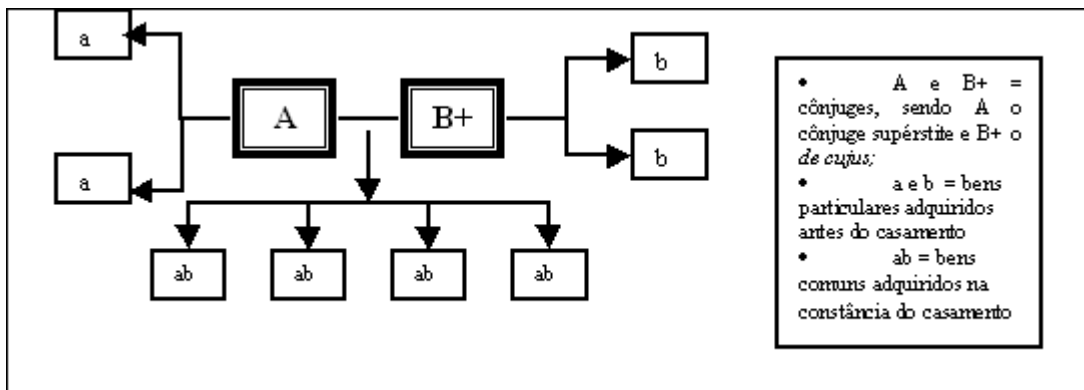 a
b
A
B+
b
a
ab
ab
ab
ab
• A e B+ =
cônjuges, sendo A o
cônjuge supérstite e B+ o
de cujus;
• a e b = bens
particulares adquiridos
antes do casamento
• ab = bens
comuns adquiridos na
constância do casamento